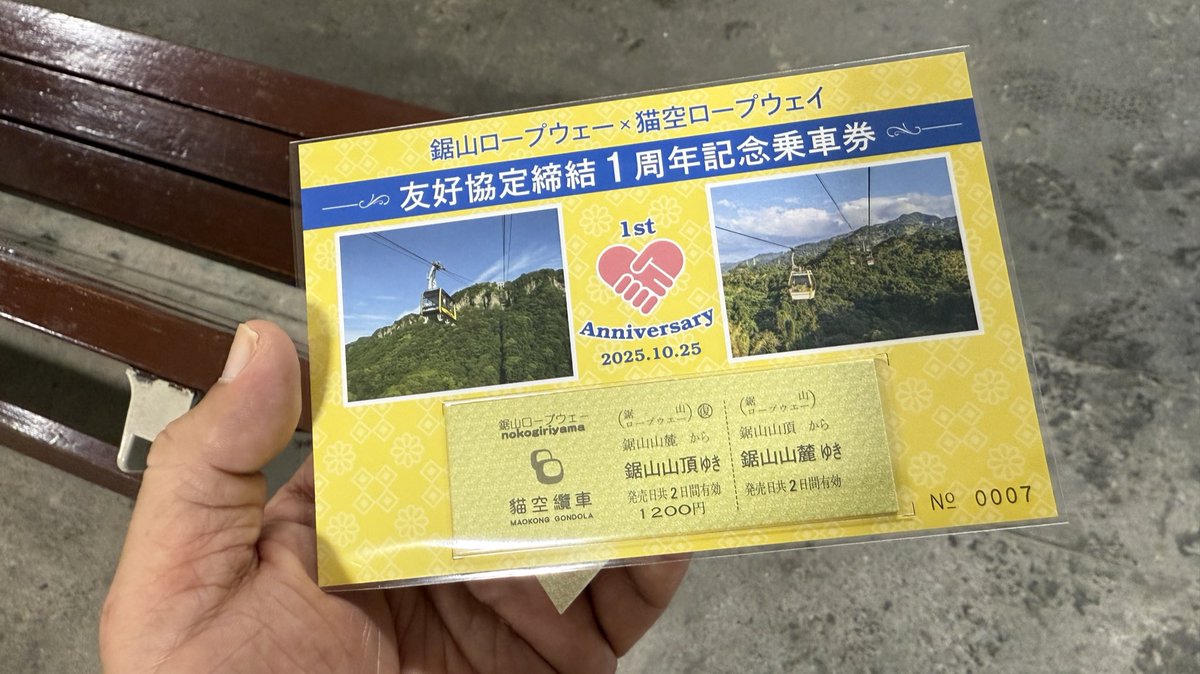 鋸山ロープウェー×猫空ロープウェイ
友好協定締結1周年記念乗車券
1st
Anniversary
2025.10.25
鋸山ロープウェー
nokogiriyama
貓空纜車
MAOKONG GONDOLA
(鋸山ロープウェー) 復
鋸山山麓 から
鋸山山頂 ゆき
発売日共2日間有効
1200円
(鋸山ロープウェー)
鋸山山頂 から
鋸山山麓 ゆき
発売日共2日間有効
№ 0007